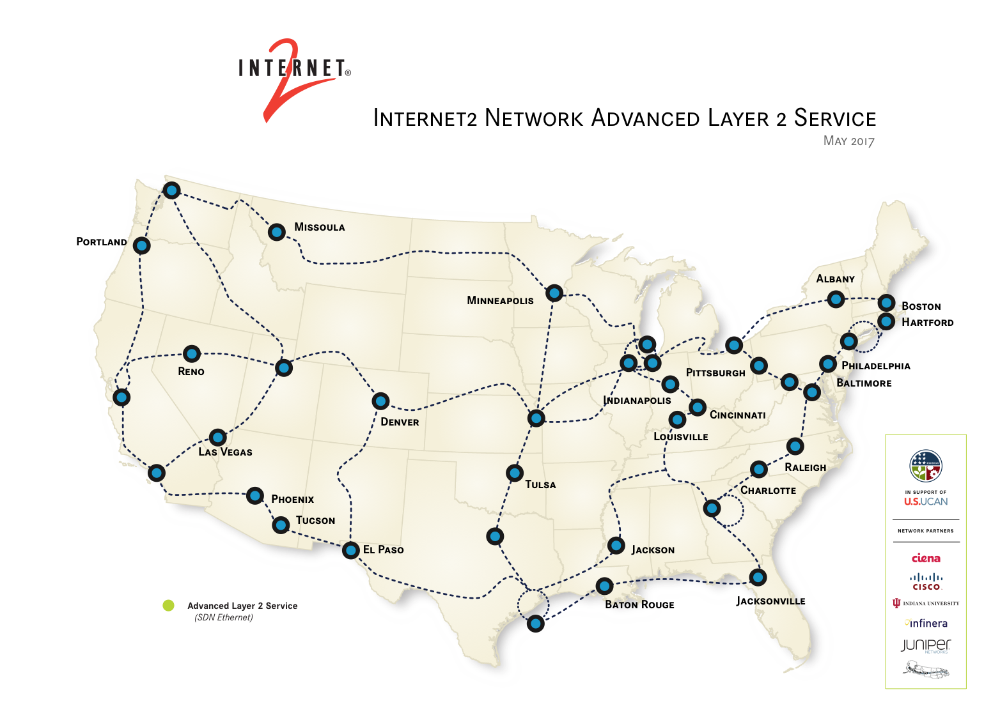 INTERNET®
2
INTERNET2 NETWORK ADVANCED LAYER 2 SERVICE
MAY 2017
MISSOULA
PORTLAND
ALBANY
MINNEAPOLIS
BOSTON
HARTFORD
RENO
PITTSBURGH
PHILADELPHIA
BALTIMORE
INDIANAPOLIS
CINCINNATI
DENVER
LOUISVILLE
LAS VEGAS
RALEIGH
TULSA
CHARLOTTE
PHOENIX
TUCSON
EL PASO
JACKSON
BATON ROUGE
JACKSONVILLE
Advanced Layer 2 Service
(SDN Ethernet)
IN SUPPORT OF
U.S.UCAN
NETWORK PARTNERS
ciena
CISCO
INDIANA UNIVERSITY
infinera
JUNIPER
NETWORKS